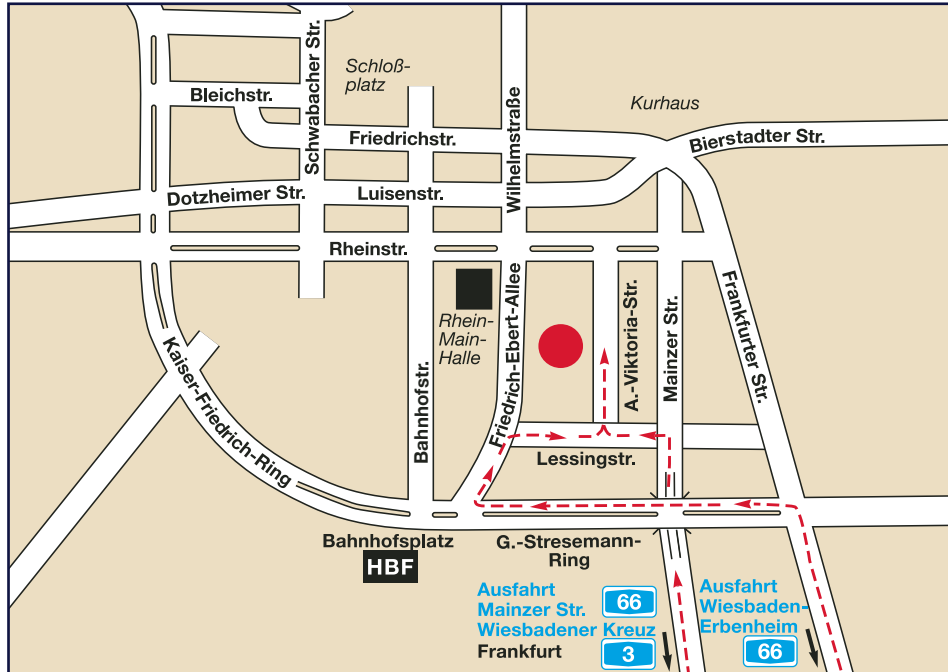 Schwabacher Str.
Schloß-
platz
Bleichstr.
Wilhelmstraße
Kurhaus
Friedrichstr.
Bierstadter Str.
Dotzheimer Str.
Luisenstr.
Rheinstr.
Rhein-
Main-
Halle
Friedrich-Ebert-Allee
A.-Viktoria-Str.
Mainzer Str.
Frankfurter Str.
Kaiser-Friedrich-Ring
Bahnhofstr.
Lessingstr.
Bahnhofsplatz
HBF
G.-Stresemann-
Ring
Ausfahrt
Mainzer Str.
66
Wiesbadener Kreuz
Frankfurt
3
Ausfahrt
Wiesbaden-
Erbenheim
66